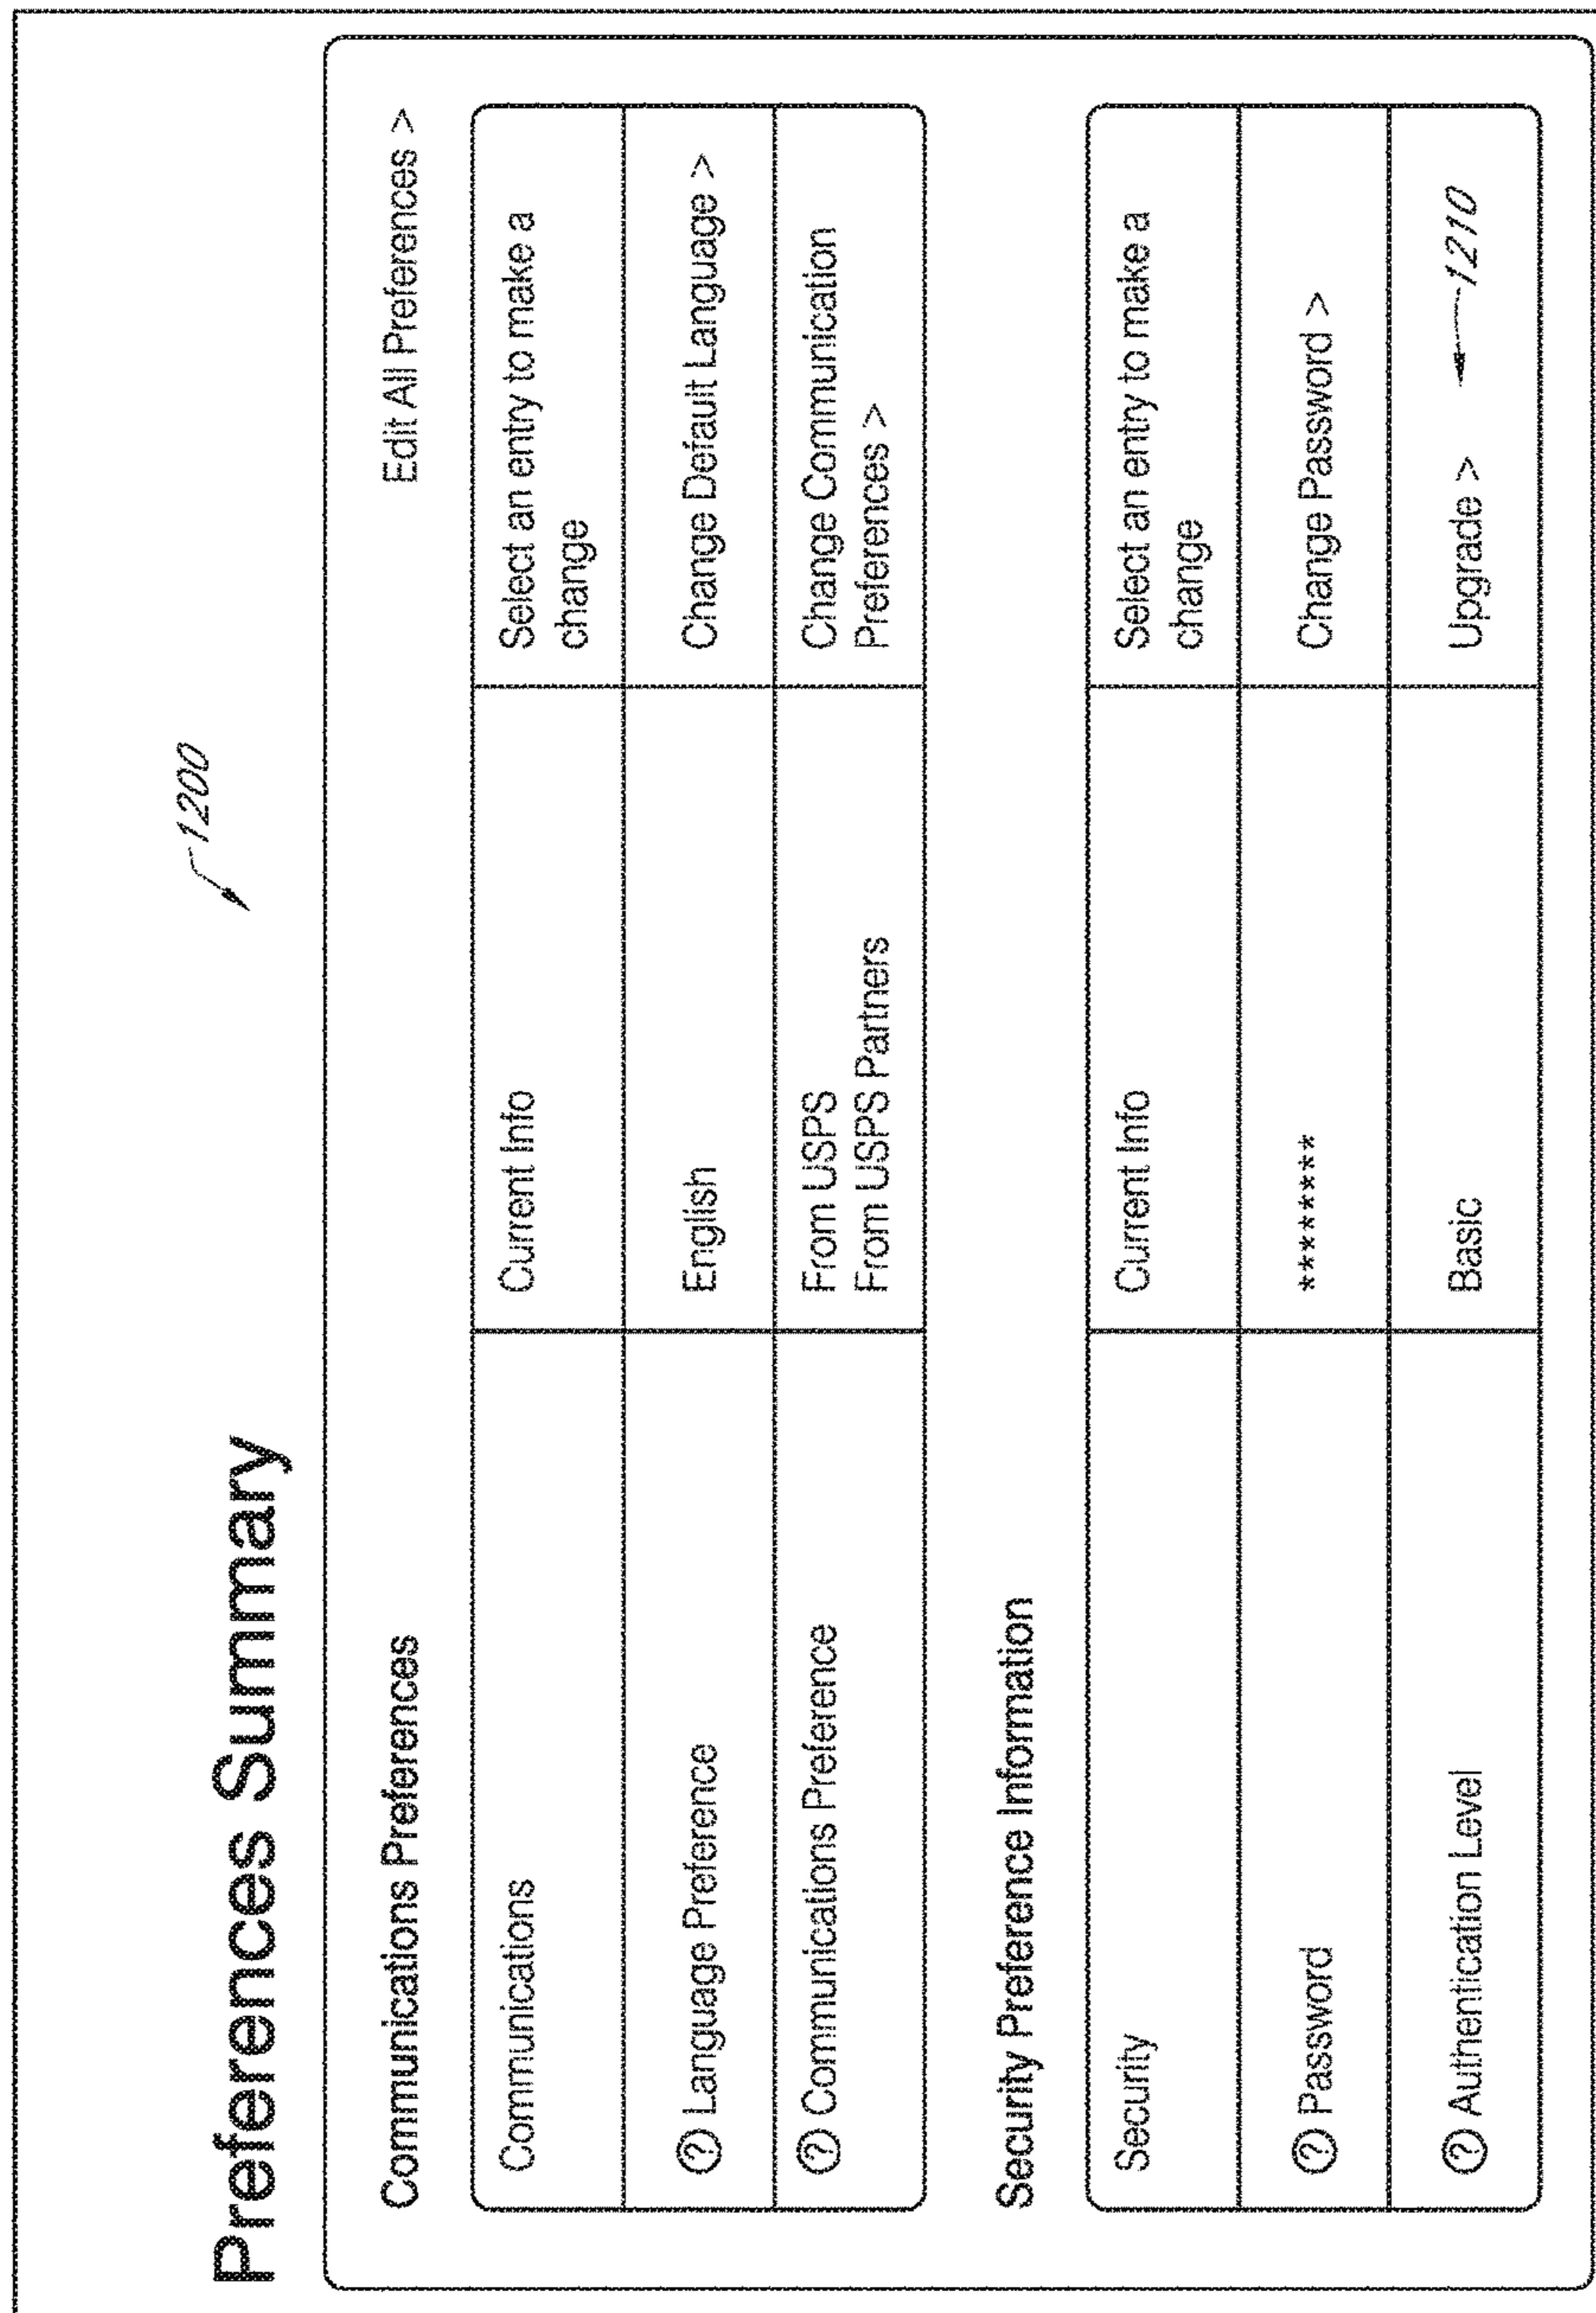 Preferences Summary
1200
Communications Preferences
Edit All Preferences >
Communications
Current Info
Select an entry to make a
change
? Language Preference
English
Change Default Language >
? Communications Preference
From USPS
From USPS Partners
Change Communication
Preferences >
Security Preference Information
Security
Current Info
Select an entry to make a
change
? Password
********
Change Password >
? Authentication Level
Basic
Upgrade >
1210